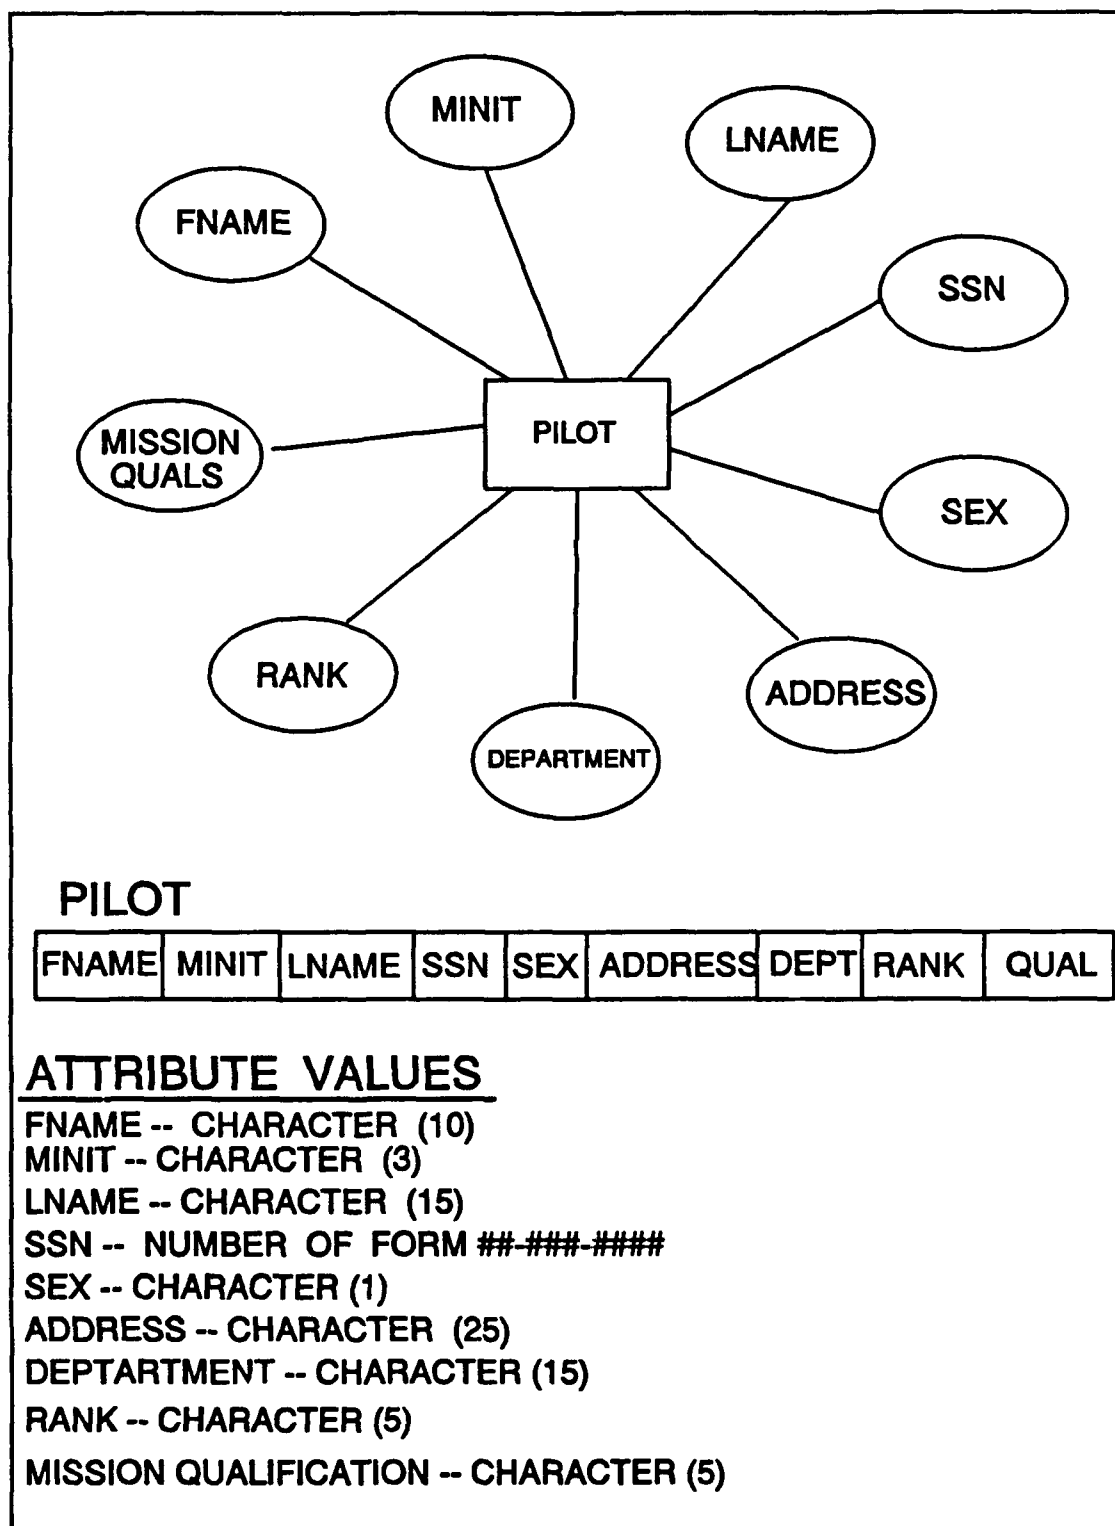 MINIT
LNAME
FNAME
SSN
PILOT
MISSION
QUALS
SEX
RANK
ADDRESS
DEPARTMENT
PILOT
FNAME MINIT LNAME SSN SEX ADDRESS DEPT RANK QUAL
ATTRIBUTE VALUES
FNAME -- CHARACTER (10)
MINIT -- CHARACTER (3)
LNAME -- CHARACTER (15)
SSN -- NUMBER OF FORM ##-###-####
SEX -- CHARACTER (1)
ADDRESS -- CHARACTER (25)
DEPTARTMENT -- CHARACTER (15)
RANK -- CHARACTER (5)
MISSION QUALIFICATION -- CHARACTER (5)